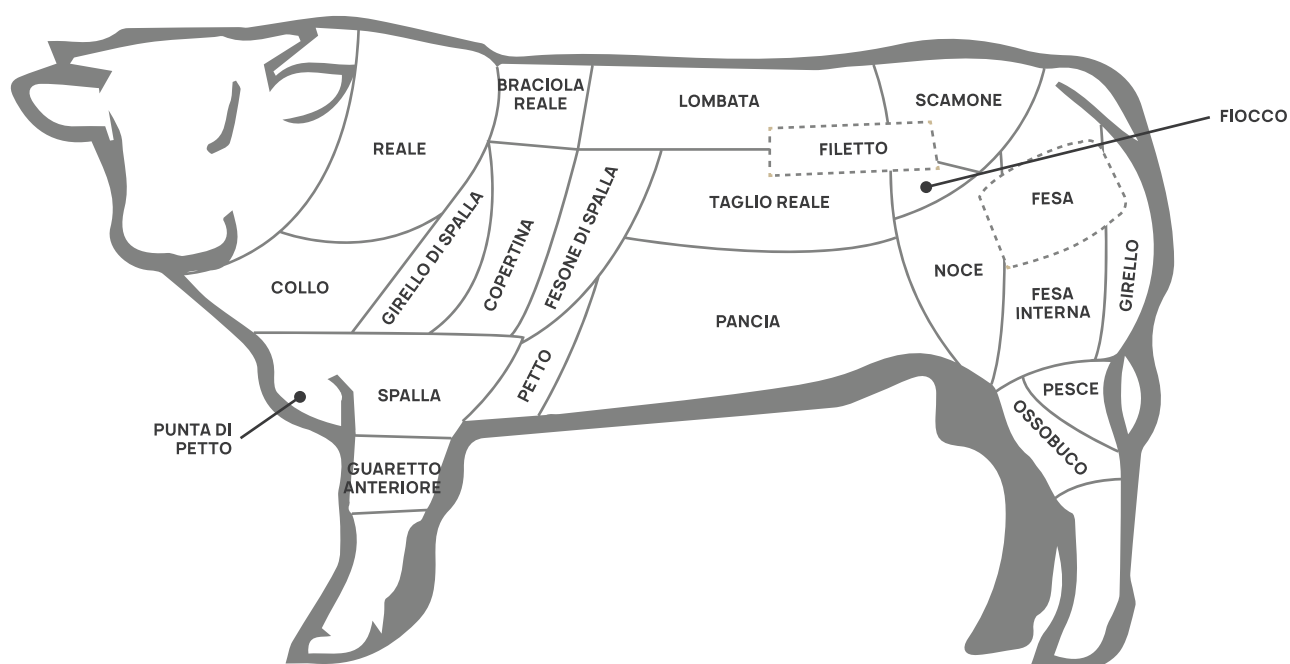 BRACIOLA
REALE
LOMBATA
SCAMONE
FIOCCO
REALE
FILETTO
TAGLIO REALE
FESA
GIRELLO DI SPALLA
COPERTINA
FESONE DI SPALLA
COLLO
NOCE
GIRELLO
FESA
INTERNA
PANCIA
PETTO
SPALLA
PESCE
PUNTA DI
PETTO
OSSOBUCO
GUARETTO
ANTERIORE